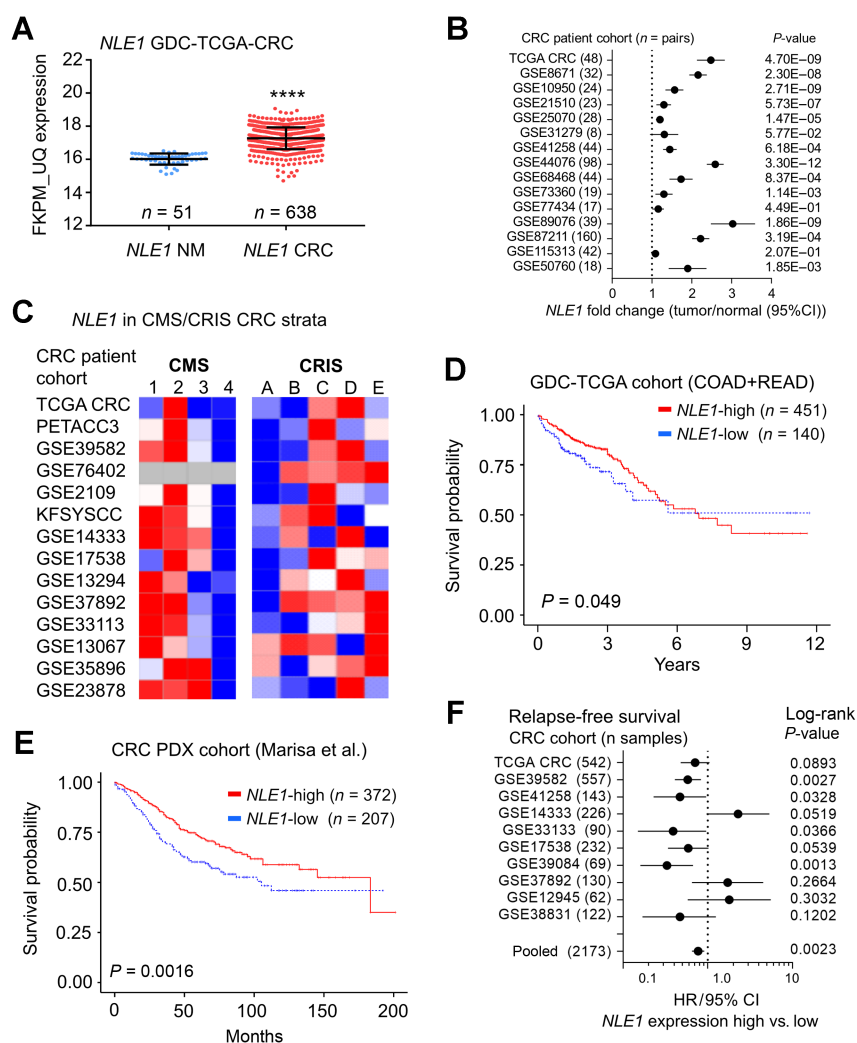 A
NLE1 GDC-TCGA-CRC
FKPM_UQ expression
22
20
18
16
14
12
****
n = 51
n = 638
NLE1 NM
NLE1 CRC
B
CRC patient cohort (n = pairs) P-value
TCGA CRC (48) 4.70E–09
GSE8671 (32) 2.30E–08
GSE10950 (24) 2.71E–09
GSE21510 (23) 5.73E–07
GSE25070 (28) 1.47E–05
GSE31279 (8) 5.77E–02
GSE41258 (44) 6.18E–04
GSE44076 (98) 3.30E–12
GSE68468 (44) 8.37E–04
GSE73360 (19) 1.14E–03
GSE77434 (17) 4.49E–01
GSE89076 (39) 1.86E–09
GSE87211 (160) 3.19E–04
GSE115313 (42) 2.07E–01
GSE50760 (18) 1.85E–03
0 1 2 3 4
NLE1 fold change (tumor/normal (95%CI))
C
NLE1 in CMS/CRIS CRC strata
CRC patient
cohort
CMS
CRIS
1 2 3 4 A B C D E
TCGA CRC
PETACC3
GSE39582
GSE76402
GSE2109
KFSYSCC
GSE14333
GSE17538
GSE13294
GSE37892
GSE33113
GSE13067
GSE35896
GSE23878
D
GDC-TCGA cohort (COAD+READ)
NLE1-high (n = 451)
NLE1-low (n = 140)
Survival probability
1.00
0.75
0.50
0.25
0.00
P = 0.049
0 3 6 9 12
Years
E
CRC PDX cohort (Marisa et al.)
NLE1-high (n = 372)
NLE1-low (n = 207)
Survival probability
1.00
0.75
0.50
0.25
0.00
P = 0.0016
0 50 100 150 200
Months
F
Relapse-free survival
CRC cohort (n samples)
Log-rank
P-value
TCGA CRC (542) 0.0893
GSE39582 (557) 0.0027
GSE41258 (143) 0.0328
GSE14333 (226) 0.0519
GSE33133 (90) 0.0366
GSE17538 (232) 0.0539
GSE39084 (69) 0.0013
GSE37892 (130) 0.2664
GSE12945 (62) 0.3032
GSE38831 (122) 0.1202
Pooled (2173) 0.0023
0.1 1.0 10
HR/95% CI
NLE1 expression high vs. low